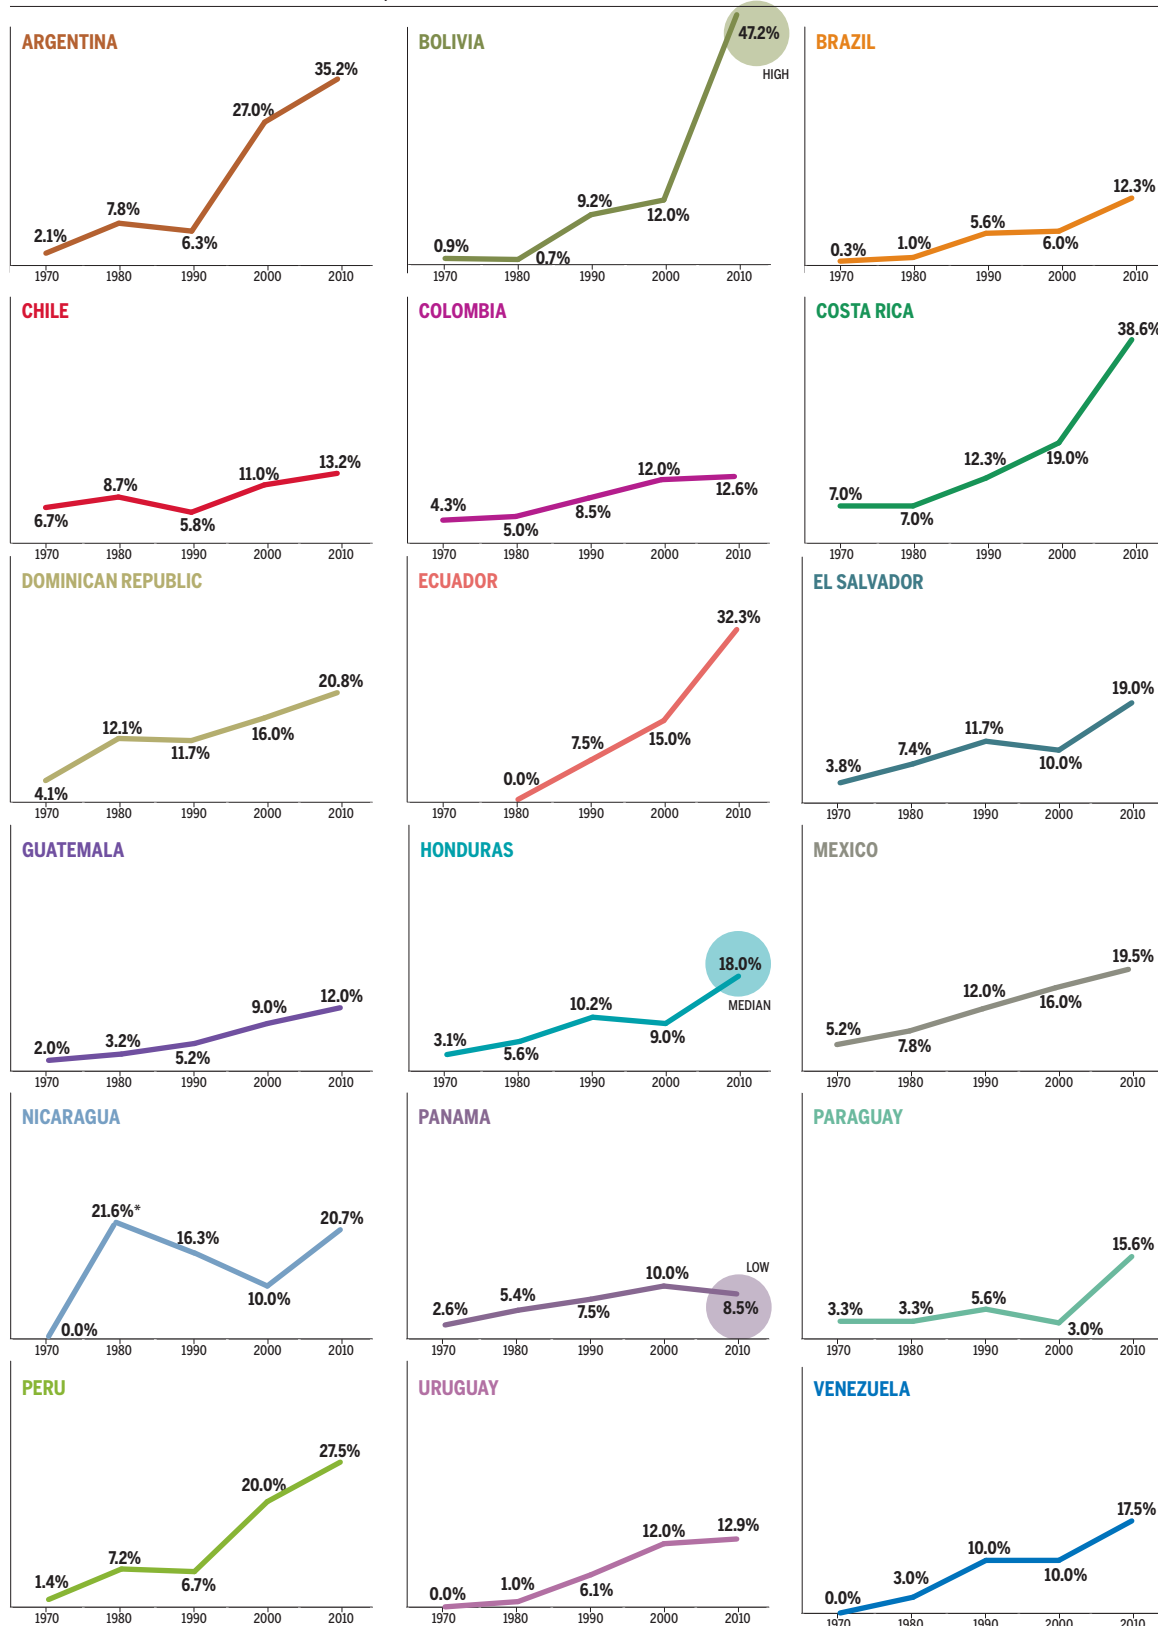 ARGENTINA
35.2%
27.0%
7.8%
2.1%
6.3%
1970 1980 1990 2000 2010
BOLIVIA
47.2%
HIGH
9.2%
12.0%
0.9%
0.7%
1970 1980 1990 2000 2010
BRAZIL
12.3%
5.6%
6.0%
1.0%
0.3%
1970 1980 1990 2000 2010
CHILE
13.2%
11.0%
8.7%
6.7%
5.8%
1970 1980 1990 2000 2010
COLOMBIA
12.0%
12.6%
4.3%
8.5%
5.0%
1970 1980 1990 2000 2010
COSTA RICA
38.6%
12.3%
19.0%
7.0%
7.0%
1970 1980 1990 2000 2010
DOMINICAN REPUBLIC
20.8%
12.1%
16.0%
11.7%
4.1%
1970 1980 1990 2000 2010
ECUADOR
32.3%
7.5%
15.0%
0.0%
1970 1980 1990 2000 2010
EL SALVADOR
19.0%
11.7%
7.4%
10.0%
3.8%
1970 1980 1990 2000 2010
GUATEMALA
12.0%
9.0%
3.2%
2.0%
5.2%
1970 1980 1990 2000 2010
HONDURAS
18.0%
MEDIAN
10.2%
9.0%
3.1%
5.6%
1970 1980 1990 2000 2010
MEXICO
19.5%
12.0%
16.0%
5.2%
7.8%
1970 1980 1990 2000 2010
NICARAGUA
21.6%*
20.7%
16.3%
10.0%
0.0%
1970 1980 1990 2000 2010
PANAMA
LOW
10.0%
5.4%
8.5%
2.6%
7.5%
1970 1980 1990 2000 2010
PARAGUAY
15.6%
5.6%
3.3%
3.3%
3.0%
1970 1980 1990 2000 2010
PERU
27.5%
20.0%
7.2%
1.4%
6.7%
1970 1980 1990 2000 2010
URUGUAY
12.9%
12.0%
1.0%
6.1%
0.0%
1970 1980 1990 2000 2010
VENEZUELA
17.5%
10.0%
10.0%
3.0%
0.0%
1970 1980 1990 2000 2010